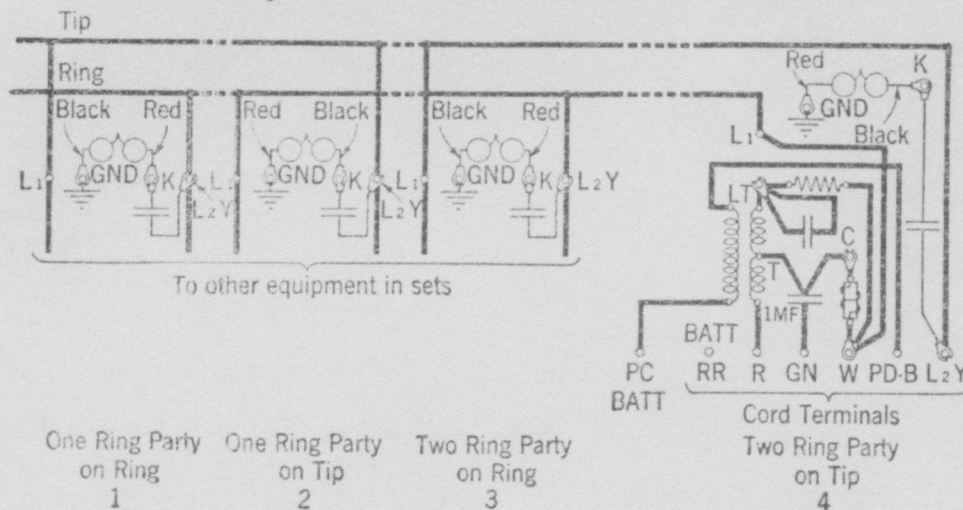 Tip
Ring
Black Red Red Black Black Red
Red K
GND
Black
L1 GND K L1 GND K L1 GND K L2Y
L2Y L2Y
L1
LT
C
T
1MF
To other equipment in sets
BATT
PC RR R GN W PD-B L2Y
BATT
Cord Terminals
One Ring Party One Ring Party Two Ring Party Two Ring Party
on Ring on Tip on Ring on Tip
1 2 3 4